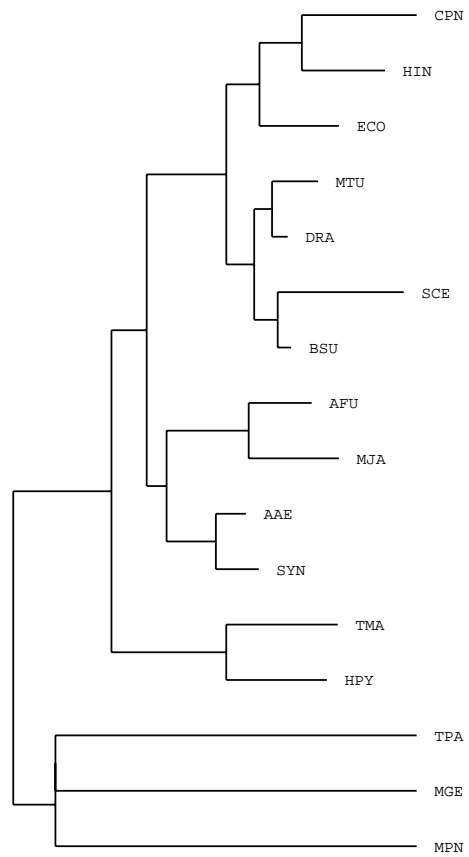 CPN
HIN
ECO
MTU
DRA
SCE
BSU
AFU
MJA
AAE
SYN
TMA
HPY
TPA
MGE
MPN